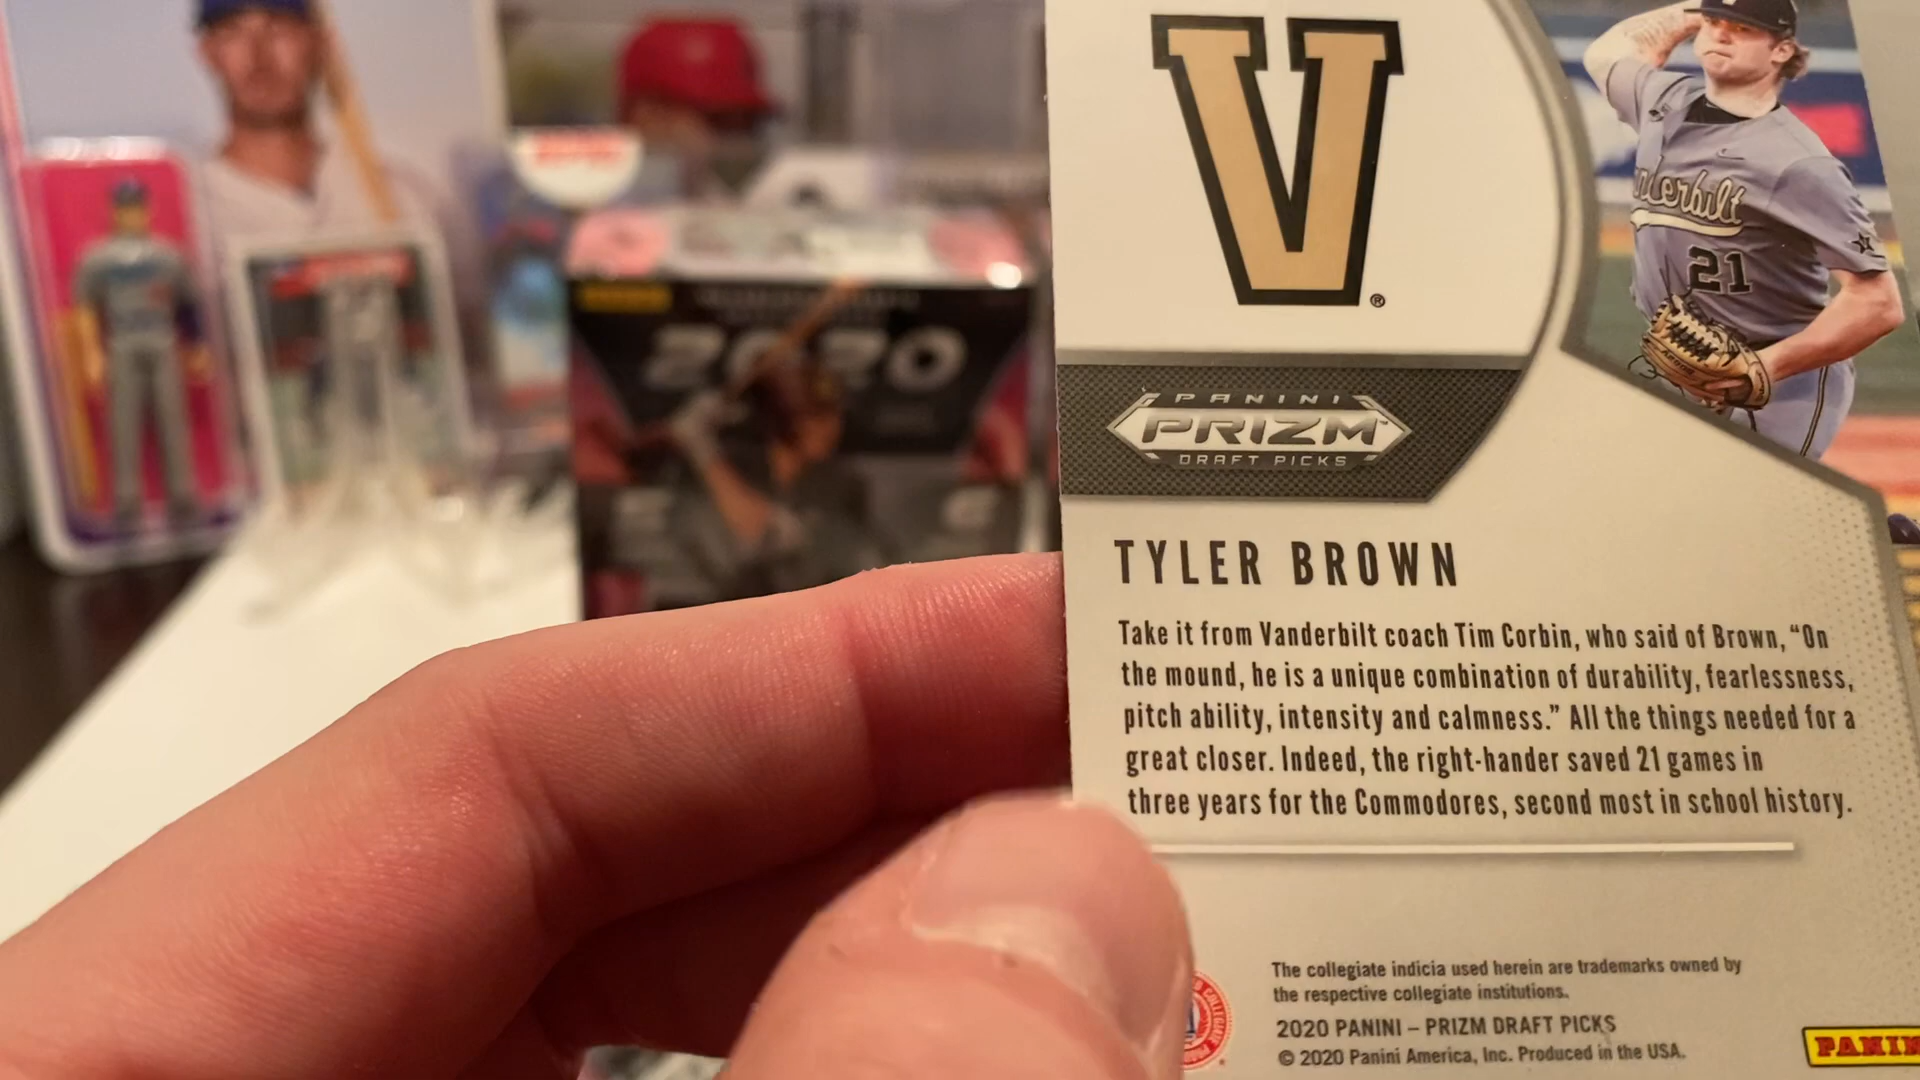 V®
PANINI
PRIZM
DRAFT PICKS
21
TYLER BROWN
Take it from Vanderbilt coach Tim Corbin, who said of Brown, “On
the mound, he is a unique combination of durability, fearlessness,
pitch ability, intensity and calmness.” All the things needed for a
great closer. Indeed, the right-hander saved 21 games in
three years for the Commodores, second most in school history.
The collegiate indicia used herein are trademarks owned by
the respective collegiate institutions.
2020 PANINI – PRIZM DRAFT PICKS
© 2020 Panini America, Inc. Produced in the USA.
2020